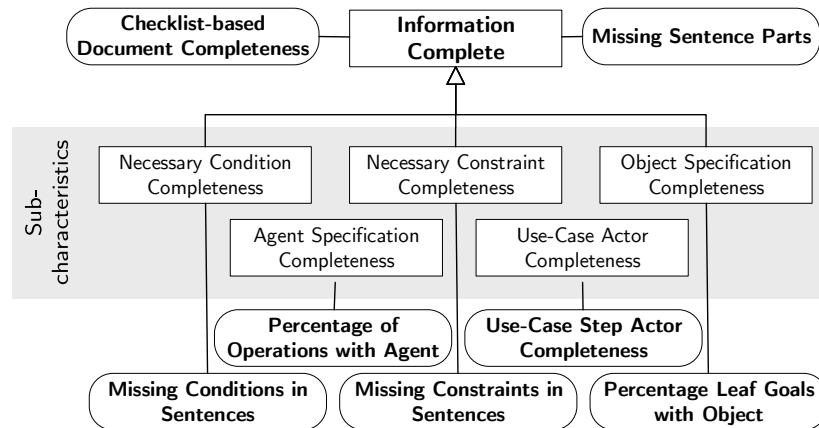 Checklist-based
Document Completeness
Information
Complete
Missing Sentence Parts
Sub-
characteristics
Necessary Condition
Completeness
Necessary Constraint
Completeness
Object Specification
Completeness
Agent Specification
Completeness
Use-Case Actor
Completeness
Percentage of
Operations with Agent
Use-Case Step Actor
Completeness
Missing Conditions in
Sentences
Missing Constraints in
Sentences
Percentage Leaf Goals
with Object